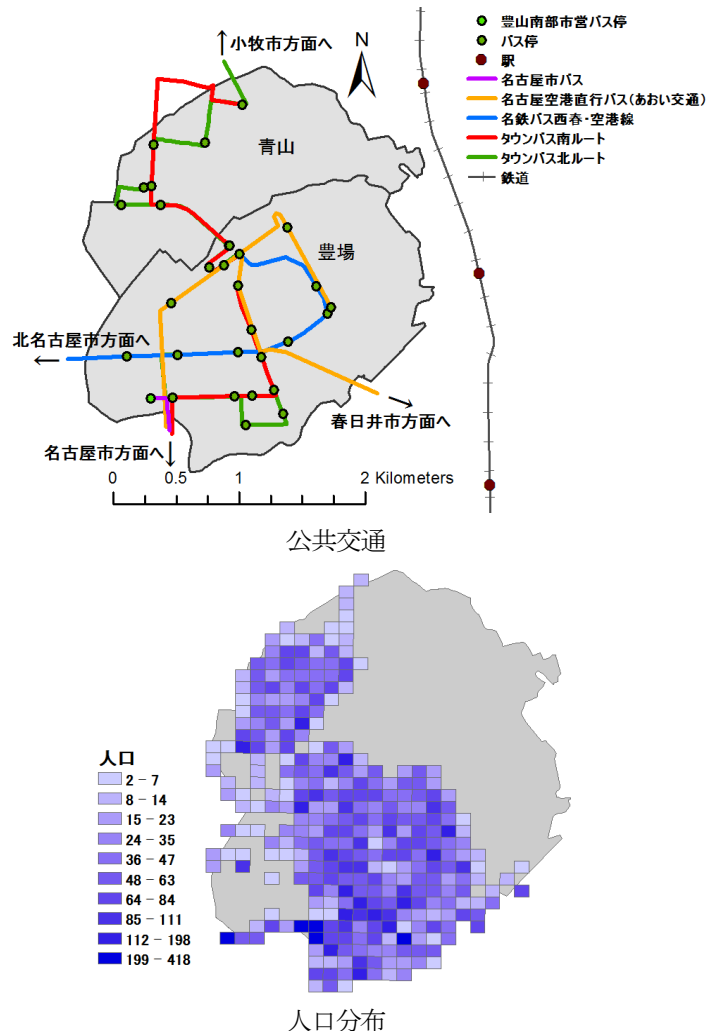 小牧市方面へ
N
豊山南部市営バス停
バス停
駅
名古屋市バス
名古屋空港直行バス(あおい交通)
名鉄バス西春・空港線
タウンバス南ルート
タウンバス北ルート
鉄道
青山
豊場
北名古屋市方面へ
春日井市方面へ
名古屋市方面へ
0 0.5 1 2 Kilometers
公共交通
人口
2 - 7
8 - 14
15 - 23
24 - 35
36 - 47
48 - 63
64 - 84
85 - 111
112 - 198
199 - 418
人口分布